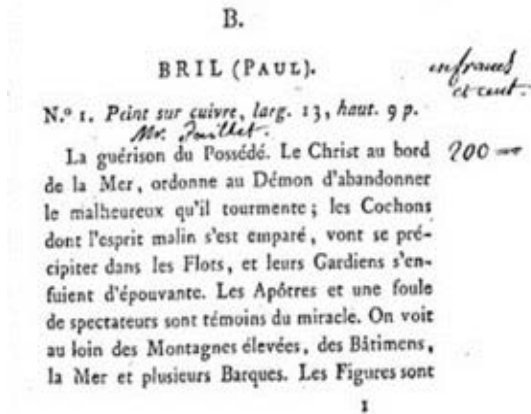 B.
BRIL (PAUL).
en francs
et cent.
N.º 1. Peint sur cuivre, larg. 13, haut. 9 p.
Mr. Paillet.
La guérison du Possédé. Le Christ au bord
200
de la Mer, ordonne au Démon d'abandonner
le malheureux qu'il tourmente ; les Cochons
dont l'esprit malin s'est emparé, vont se pré-
cipiter dans les Flots, et leurs Gardiens s'en-
fuient d'épouvante. Les Apôtres et une foule
de spectateurs sont témoins du miracle. On voit
au loin des Montagnes élevées, des Bâtimens,
la Mer et plusieurs Barques. Les Figures sont
1